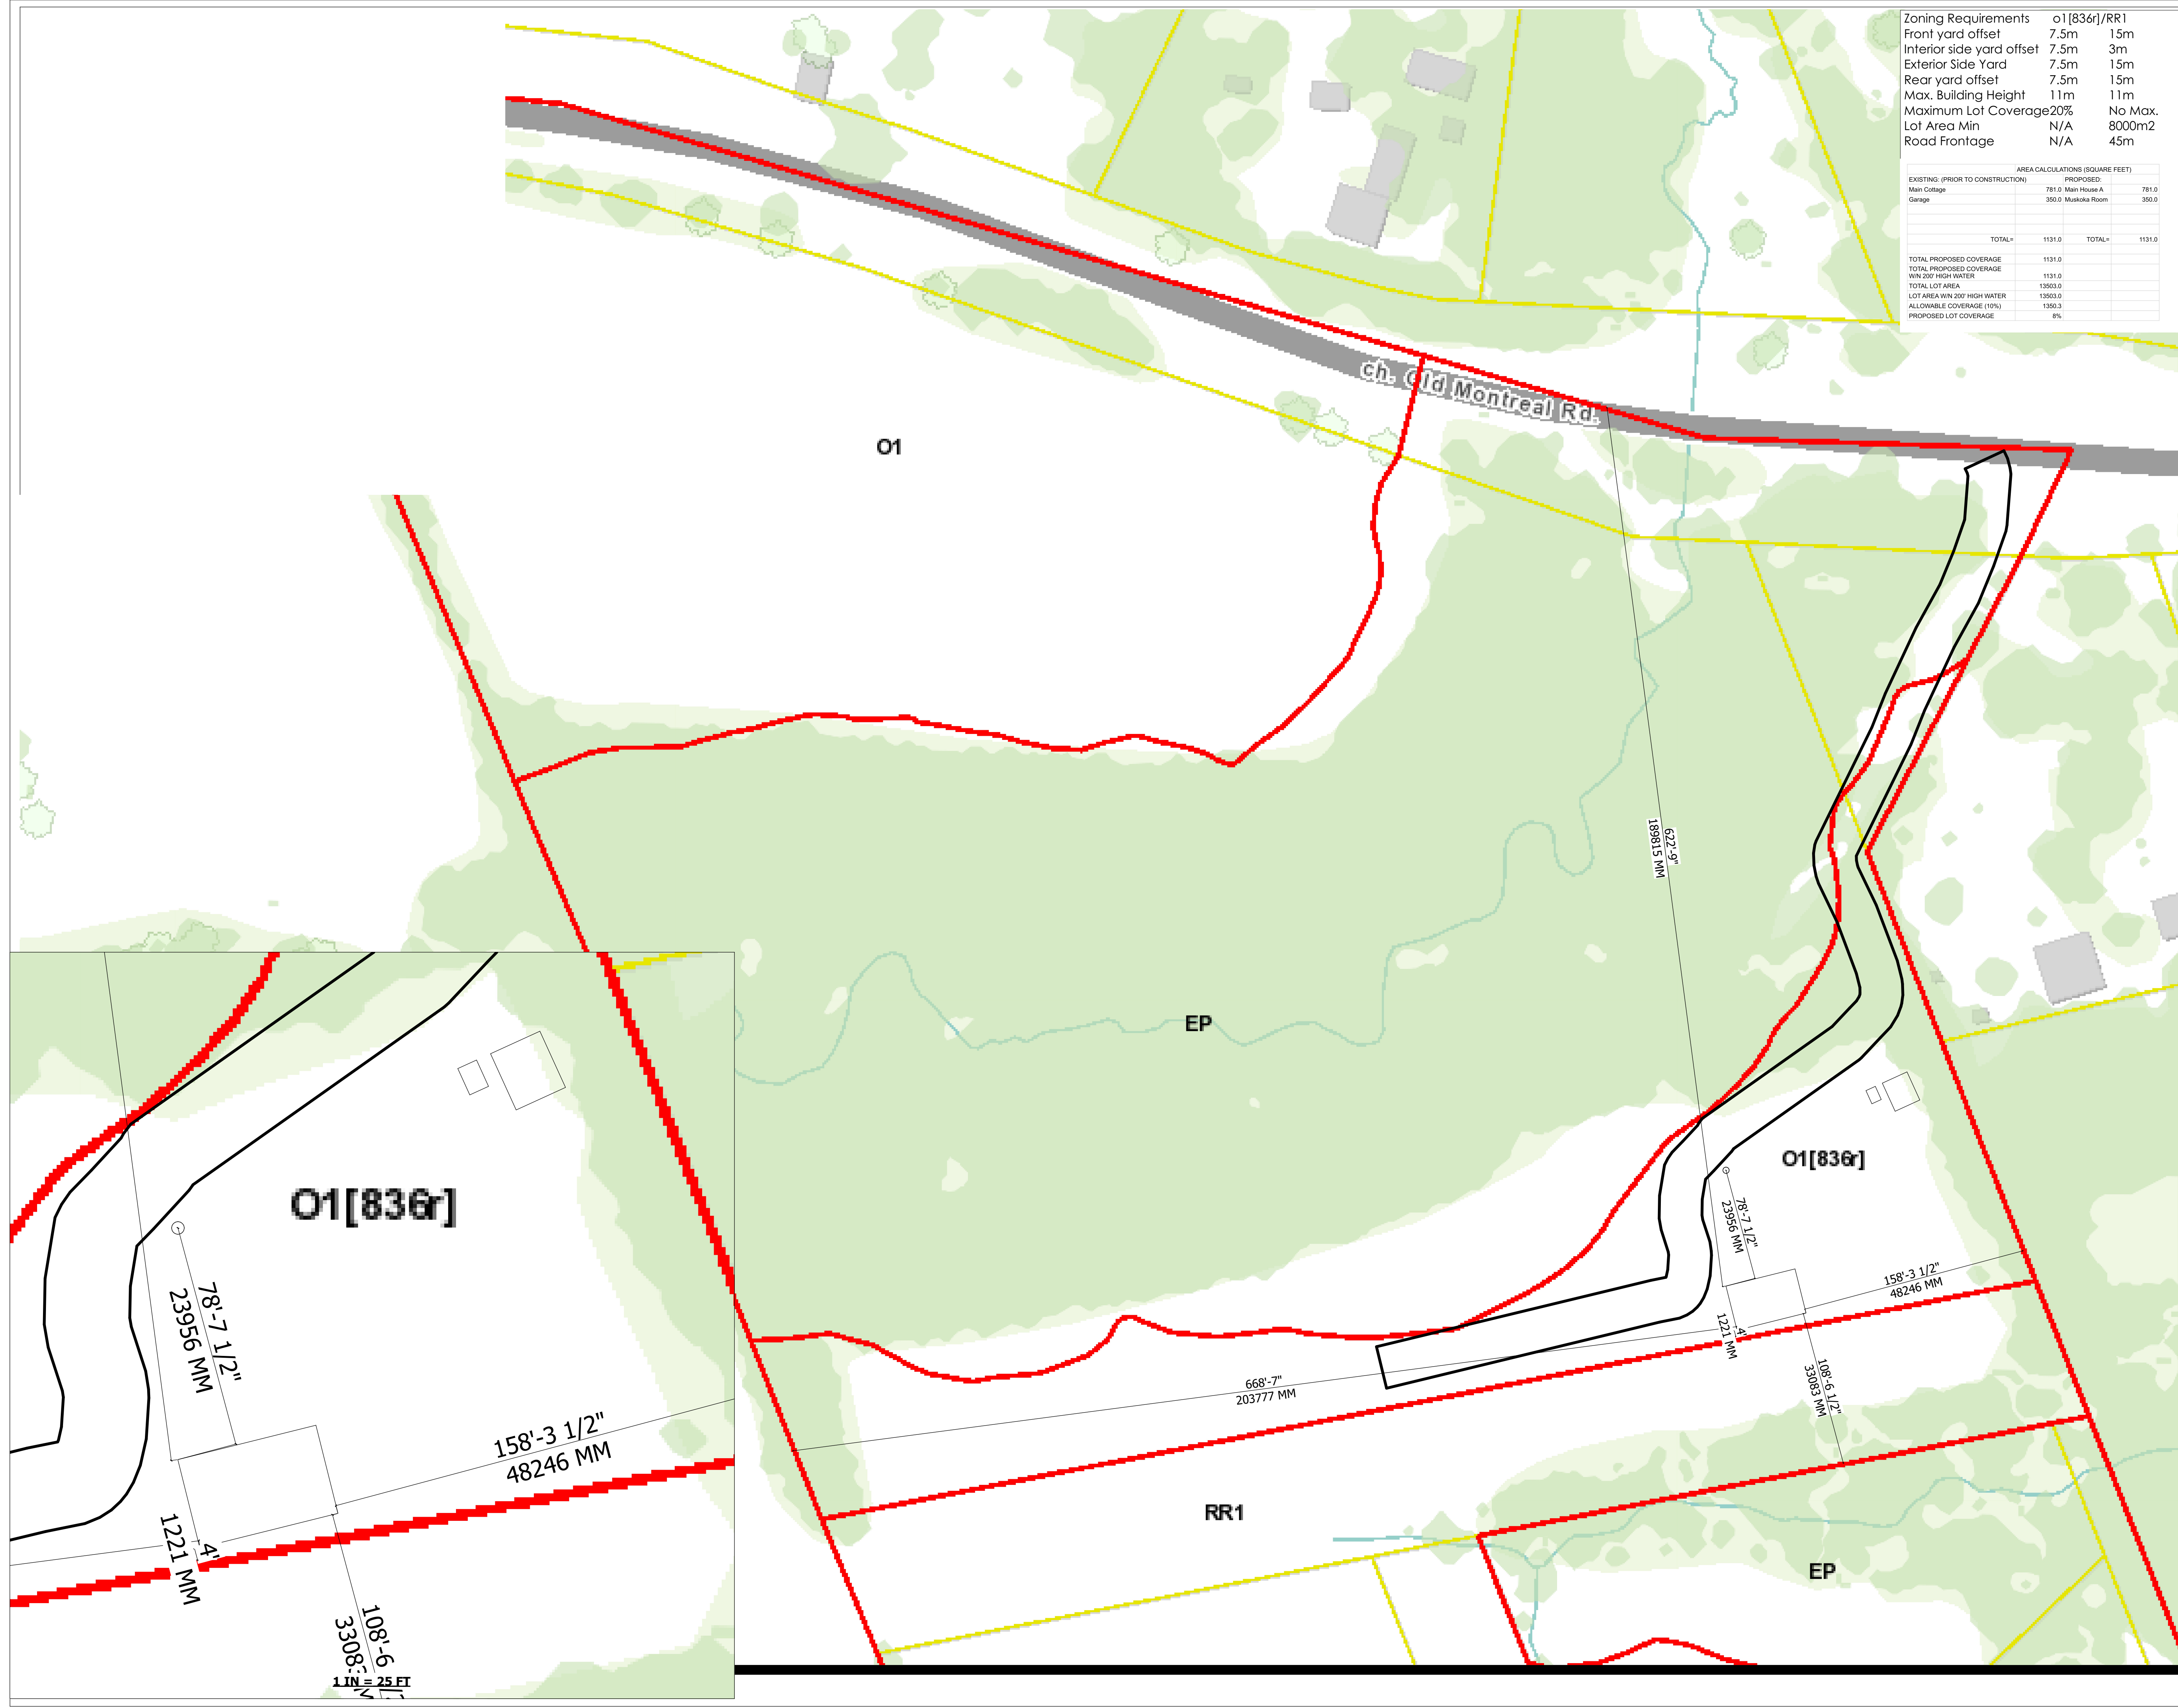 Zoning Requirements o1[836r]/RR1
Front yard offset 7.5m 15m
Interior side yard offset 7.5m 3m
Exterior Side Yard 7.5m 15m
Rear yard offset 7.5m 15m
Max. Building Height 11m 11m
Maximum Lot Coverage20% No Max.
Lot Area Min N/A 8000m2
Road Frontage N/A 45m
AREA CALCULATIONS (SQUARE FEET)
EXISTING: (PRIOR TO CONSTRUCTION) PROPOSED:
Main Cottage 781.0 Main House A 781.0
Garage 350.0 Muskoka Room 350.0
TOTAL= 1131.0 TOTAL= 1131.0
TOTAL PROPOSED COVERAGE 1131.0
TOTAL PROPOSED COVERAGE
W/N 200' HIGH WATER 1131.0
TOTAL LOT AREA 13503.0
LOT AREA W/N 200' HIGH WATER 13503.0
ALLOWABLE COVERAGE (10%) 1350.3
PROPOSED LOT COVERAGE 8%
ch. Old Montreal Rd.
O1
622'-9"
189815 MM
EP
O1[836r]
78'-7 1/2"
23956 MM
158'-3 1/2"
48246 MM
4'
1221 MM
108'-6 1/2"
33083 MM
668'-7"
203777 MM
RR1
EP
O1[836r]
78'-7 1/2"
23956 MM
158'-3 1/2"
48246 MM
4'
1221 MM
108'-6
3308
1 IN = 25 FT